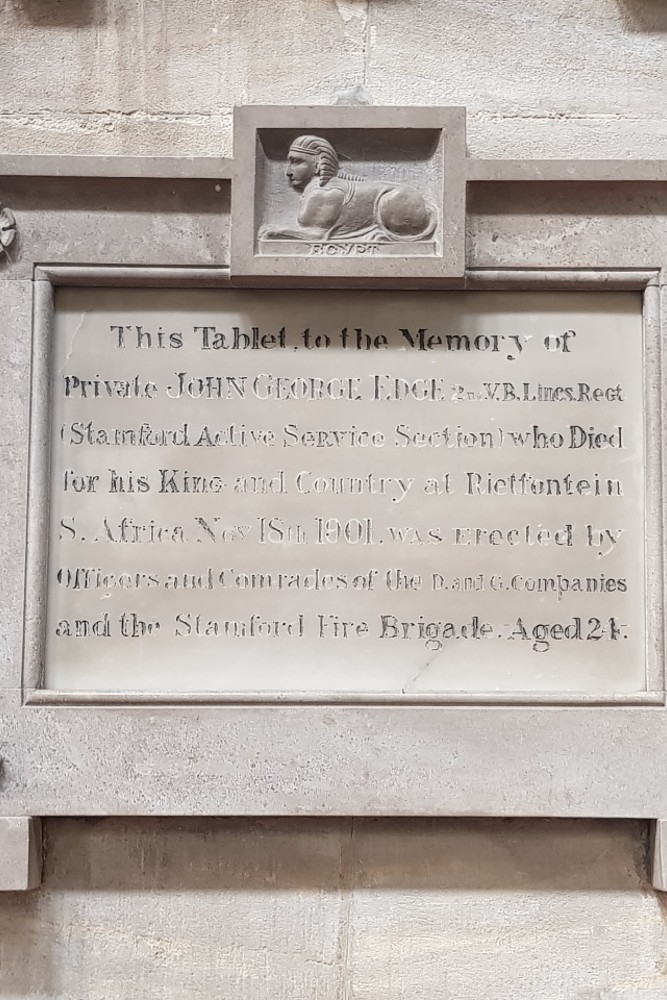 EGYPT
This Tablet, to the Memory of
Private JOHN GEORGE EDGE 2nd V.B. Lincs. Regt
(Stamford Active Service Section) who Died
for his King and Country at Rietfontein
S. Africa Nov 18th 1901. was erected by
Officers and Comrades of the D. and G. Companies
and the Stamford Fire Brigade. Aged 24.